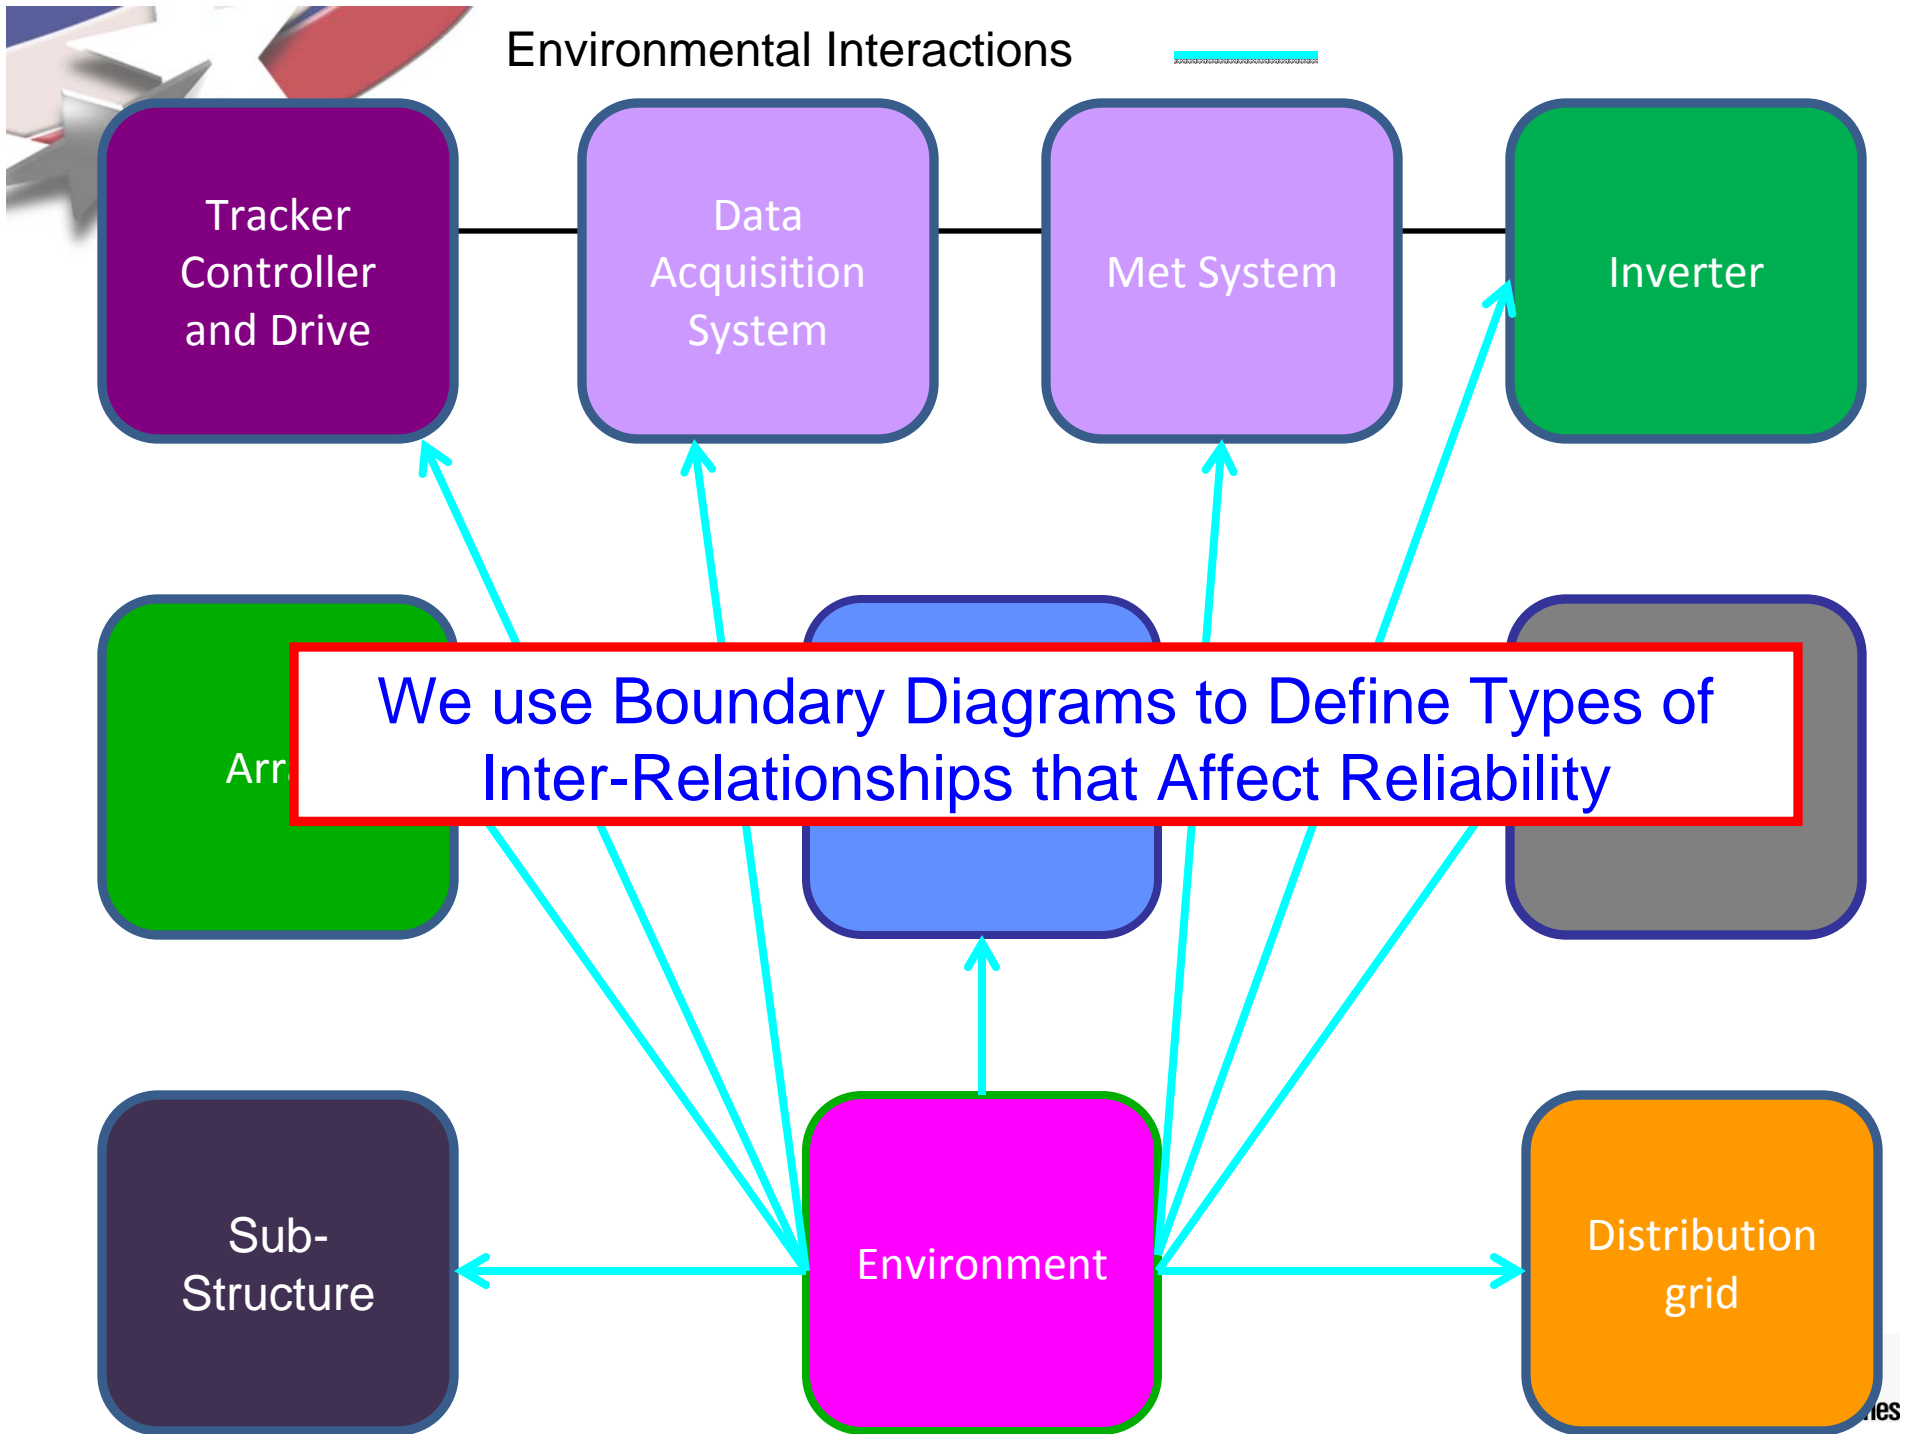 Environmental Interactions
Tracker
Controller
and Drive
Data
Acquisition
System
Met System
Inverter
We use Boundary Diagrams to Define Types of
Inter-Relationships that Affect Reliability
Sub-
Structure
Environment
Distribution
grid